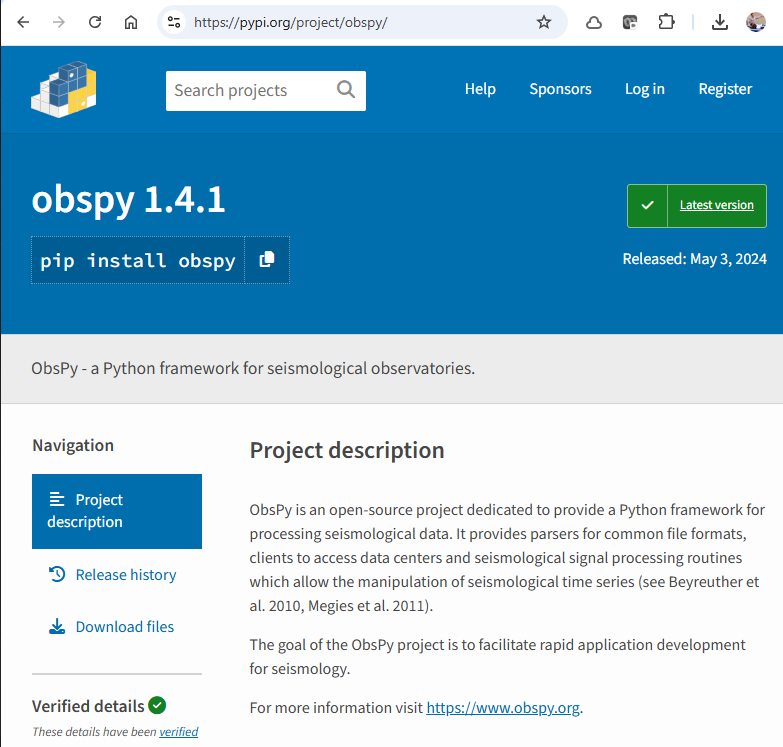 https://pypi.org/project/obspy/
Search projects
Help Sponsors Log in Register
obspy 1.4.1
Latest version
pip install obspy
Released: May 3, 2024
ObsPy - a Python framework for seismological observatories.
Navigation
Project
description
Release history
Download files
Verified details
These details have been verified
Project description
ObsPy is an open-source project dedicated to provide a Python framework for
processing seismological data. It provides parsers for common file formats,
clients to access data centers and seismological signal processing routines
which allow the manipulation of seismological time series (see Beyreuther et
al. 2010, Megies et al. 2011).
The goal of the ObsPy project is to facilitate rapid application development
for seismology.
For more information visit https://www.obspy.org.